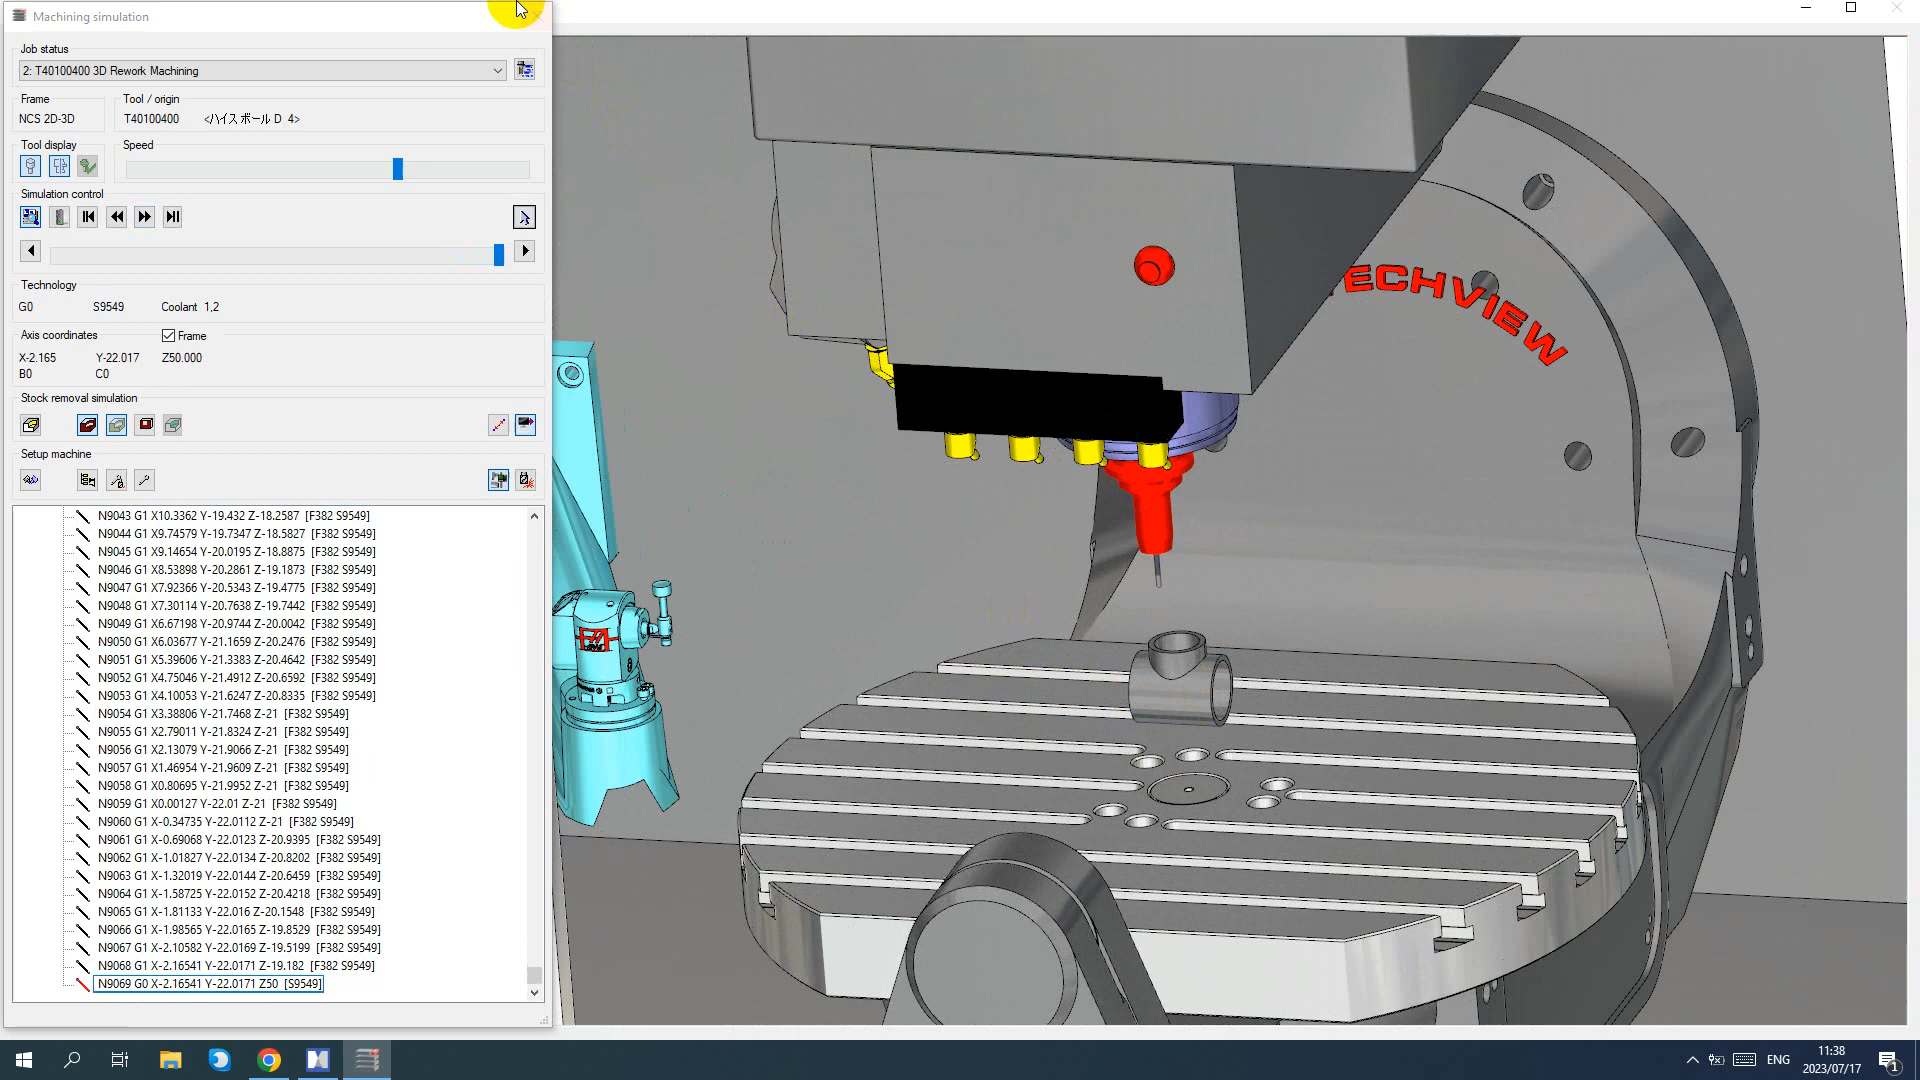 Machining simulation
Job status
2: T40100400 3D Rework Machining
Frame
Tool / origin
NCS 2D-3D
T40100400 <ハイス ボール D 4>
Tool display
Speed
Simulation control
Technology
G0 S9549 Coolant 1,2
Axis coordinates
Frame
X-2.165 Y-22.017 Z50.000
B0 C0
Stock removal simulation
Setup machine
N9043 G1 X10.3362 Y-19.432 Z-18.2587 [F382 S9549]
N9044 G1 X9.74579 Y-19.7347 Z-18.5827 [F382 S9549]
N9045 G1 X9.14654 Y-20.0195 Z-18.8875 [F382 S9549]
N9046 G1 X8.53898 Y-20.2861 Z-19.1873 [F382 S9549]
N9047 G1 X7.92366 Y-20.5343 Z-19.4775 [F382 S9549]
N9048 G1 X7.30114 Y-20.7638 Z-19.7442 [F382 S9549]
N9049 G1 X6.67198 Y-20.9744 Z-20.0042 [F382 S9549]
N9050 G1 X6.03677 Y-21.1659 Z-20.2476 [F382 S9549]
N9051 G1 X5.39606 Y-21.3383 Z-20.4642 [F382 S9549]
N9052 G1 X4.75046 Y-21.4912 Z-20.6592 [F382 S9549]
N9053 G1 X4.10053 Y-21.6247 Z-20.8335 [F382 S9549]
N9054 G1 X3.38806 Y-21.7468 Z-21 [F382 S9549]
N9055 G1 X2.79011 Y-21.8324 Z-21 [F382 S9549]
N9056 G1 X2.13079 Y-21.9066 Z-21 [F382 S9549]
N9057 G1 X1.46954 Y-21.9609 Z-21 [F382 S9549]
N9058 G1 X0.80695 Y-21.9952 Z-21 [F382 S9549]
N9059 G1 X0.00127 Y-22.01 Z-21 [F382 S9549]
N9060 G1 X-0.34735 Y-22.0112 Z-21 [F382 S9549]
N9061 G1 X-0.69068 Y-22.0123 Z-20.9395 [F382 S9549]
N9062 G1 X-1.01827 Y-22.0134 Z-20.8202 [F382 S9549]
N9063 G1 X-1.32019 Y-22.0144 Z-20.6459 [F382 S9549]
N9064 G1 X-1.58725 Y-22.0152 Z-20.4218 [F382 S9549]
N9065 G1 X-1.81133 Y-22.016 Z-20.1548 [F382 S9549]
N9066 G1 X-1.98565 Y-22.0165 Z-19.8529 [F382 S9549]
N9067 G1 X-2.10582 Y-22.0169 Z-19.5199 [F382 S9549]
N9068 G1 X-2.16541 Y-22.0171 Z-19.182 [F382 S9549]
N9069 G0 X-2.16541 Y-22.0171 Z50 [S9549]
ECHVIEW
ENG
11:38
2023/07/17
1